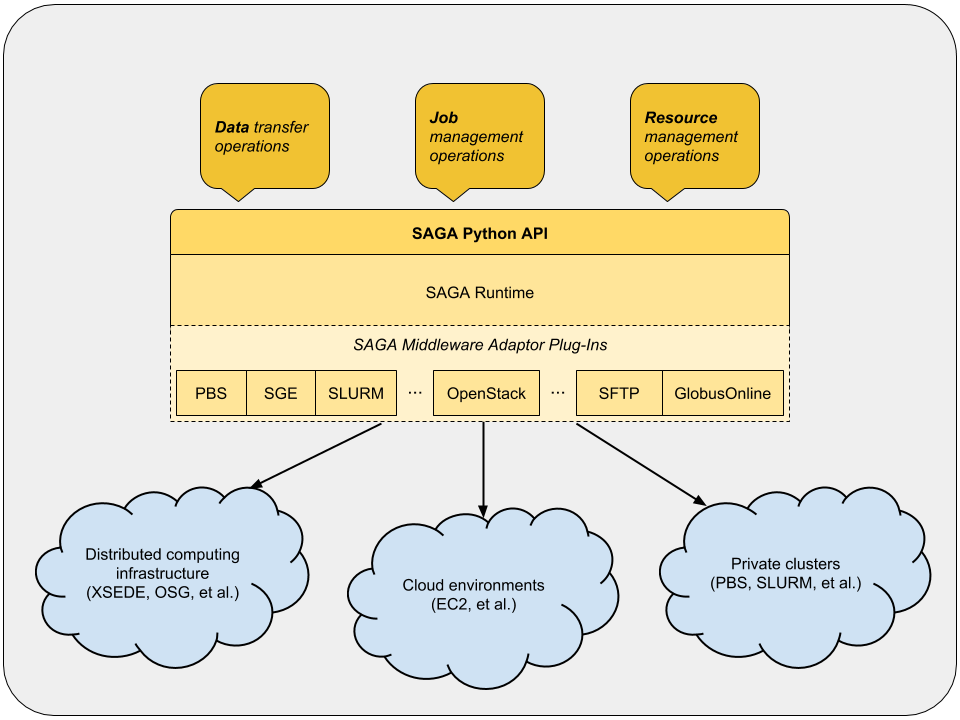 Data transfer
operations
Job
management
operations
Resource
management
operations
SAGA Python API
SAGA Runtime
SAGA Middleware Adaptor Plug-Ins
PBS SGE SLURM ... OpenStack ... SFTP GlobusOnline
Distributed computing
infrastructure
(XSEDE, OSG, et al.)
Cloud environments
(EC2, et al.)
Private clusters
(PBS, SLURM, et al.)